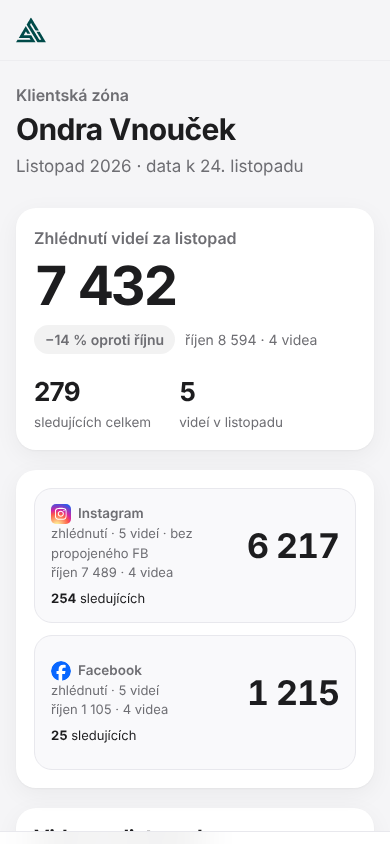 Klientská zóna
Ondra Vnouček
Listopad 2026 · data k 24. listopadu
Zhlédnutí videí za listopad
7 432
−14 % oproti říjnu
říjen 8 594 · 4 videa
279
5
sledujících celkem
videí v listopadu
Instagram
zhlédnutí · 5 videí · bez
propojeného FB
říjen 7 489 · 4 videa
254 sledujících
6 217
Facebook
zhlédnutí · 5 videí
říjen 1 105 · 4 videa
25 sledujících
1 215